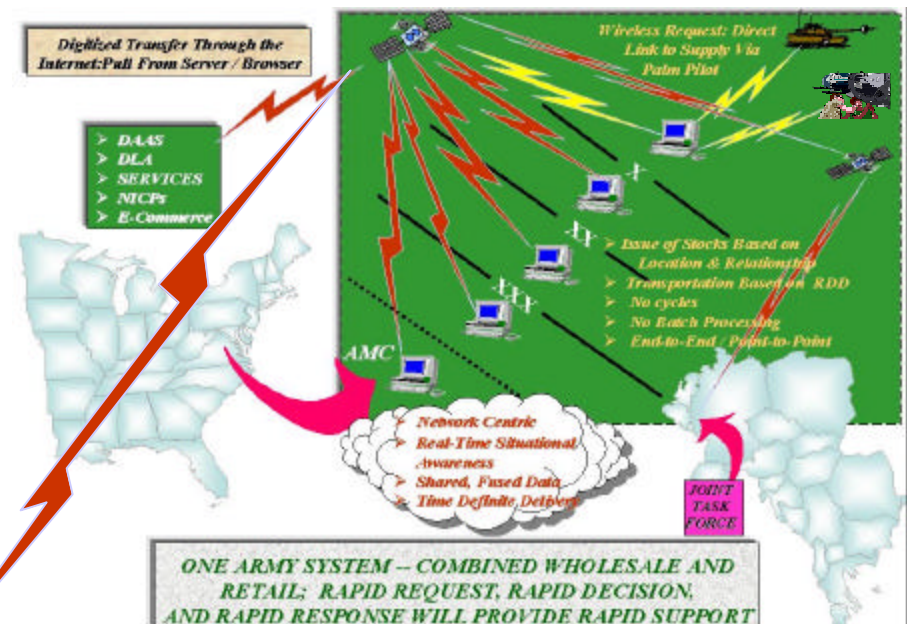 Digitized Transfer Through the
Internet:Pull From Server / Browser
Wireless Request: Direct
Link to Supply Via
Palm Pilot
➢ DAAS
➢ DLA
➢ SERVICES
➢ NICPs
➢ E-Commerce
X
XX
XXX
AMC
➢ Issue of Stocks Based on
Location & Relationship
➢ Transportation Based on RDD
➢ No cycles
➢ No Batch Processing
➢ End-to-End / Point-to-Point
➢ Network Centric
➢ Real-Time Situational
Awareness
➢ Shared, Fused Data
➢ Time Definite Delivery
JOINT
TASK
FORCE
ONE ARMY SYSTEM -- COMBINED WHOLESALE AND
RETAIL; RAPID REQUEST, RAPID DECISION,
AND RAPID RESPONSE WILL PROVIDE RAPID SUPPORT